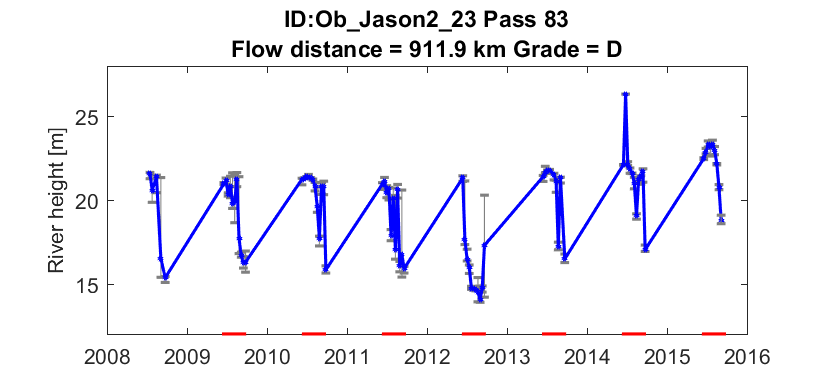 ID:Ob_Jason2_23 Pass 83
Flow distance = 911.9 km Grade = D
River height [m]
25
20
15
2008 2009 2010 2011 2012 2013 2014 2015 2016